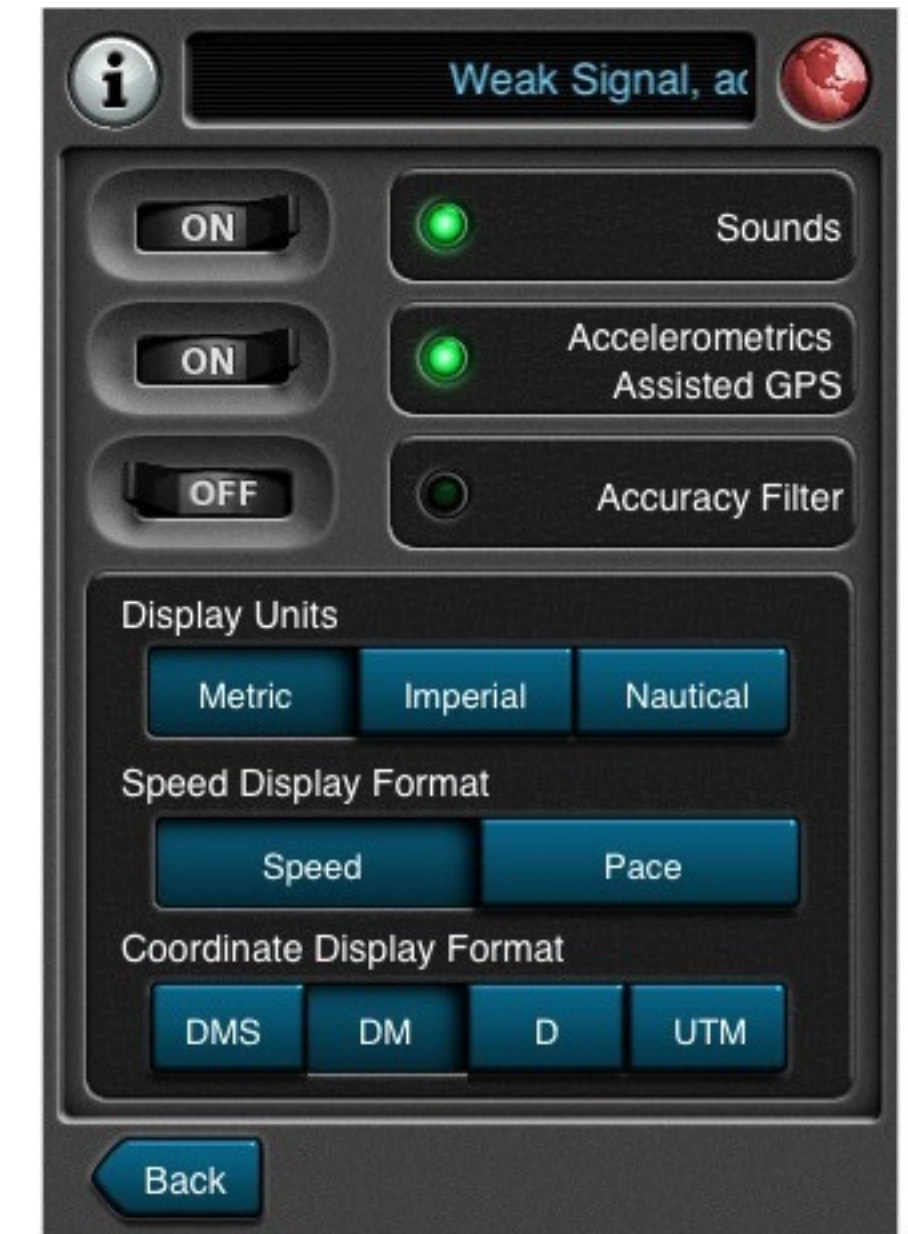 i
Weak Signal,
ON
Sounds
ON
Accelerometrics
Assisted GPS
OFF
Accuracy Filter
Display Units
Metric Imperial Nautical
Speed Display Format
Speed Pace
Coordinate Display Format
DMS DM D UTM
Back